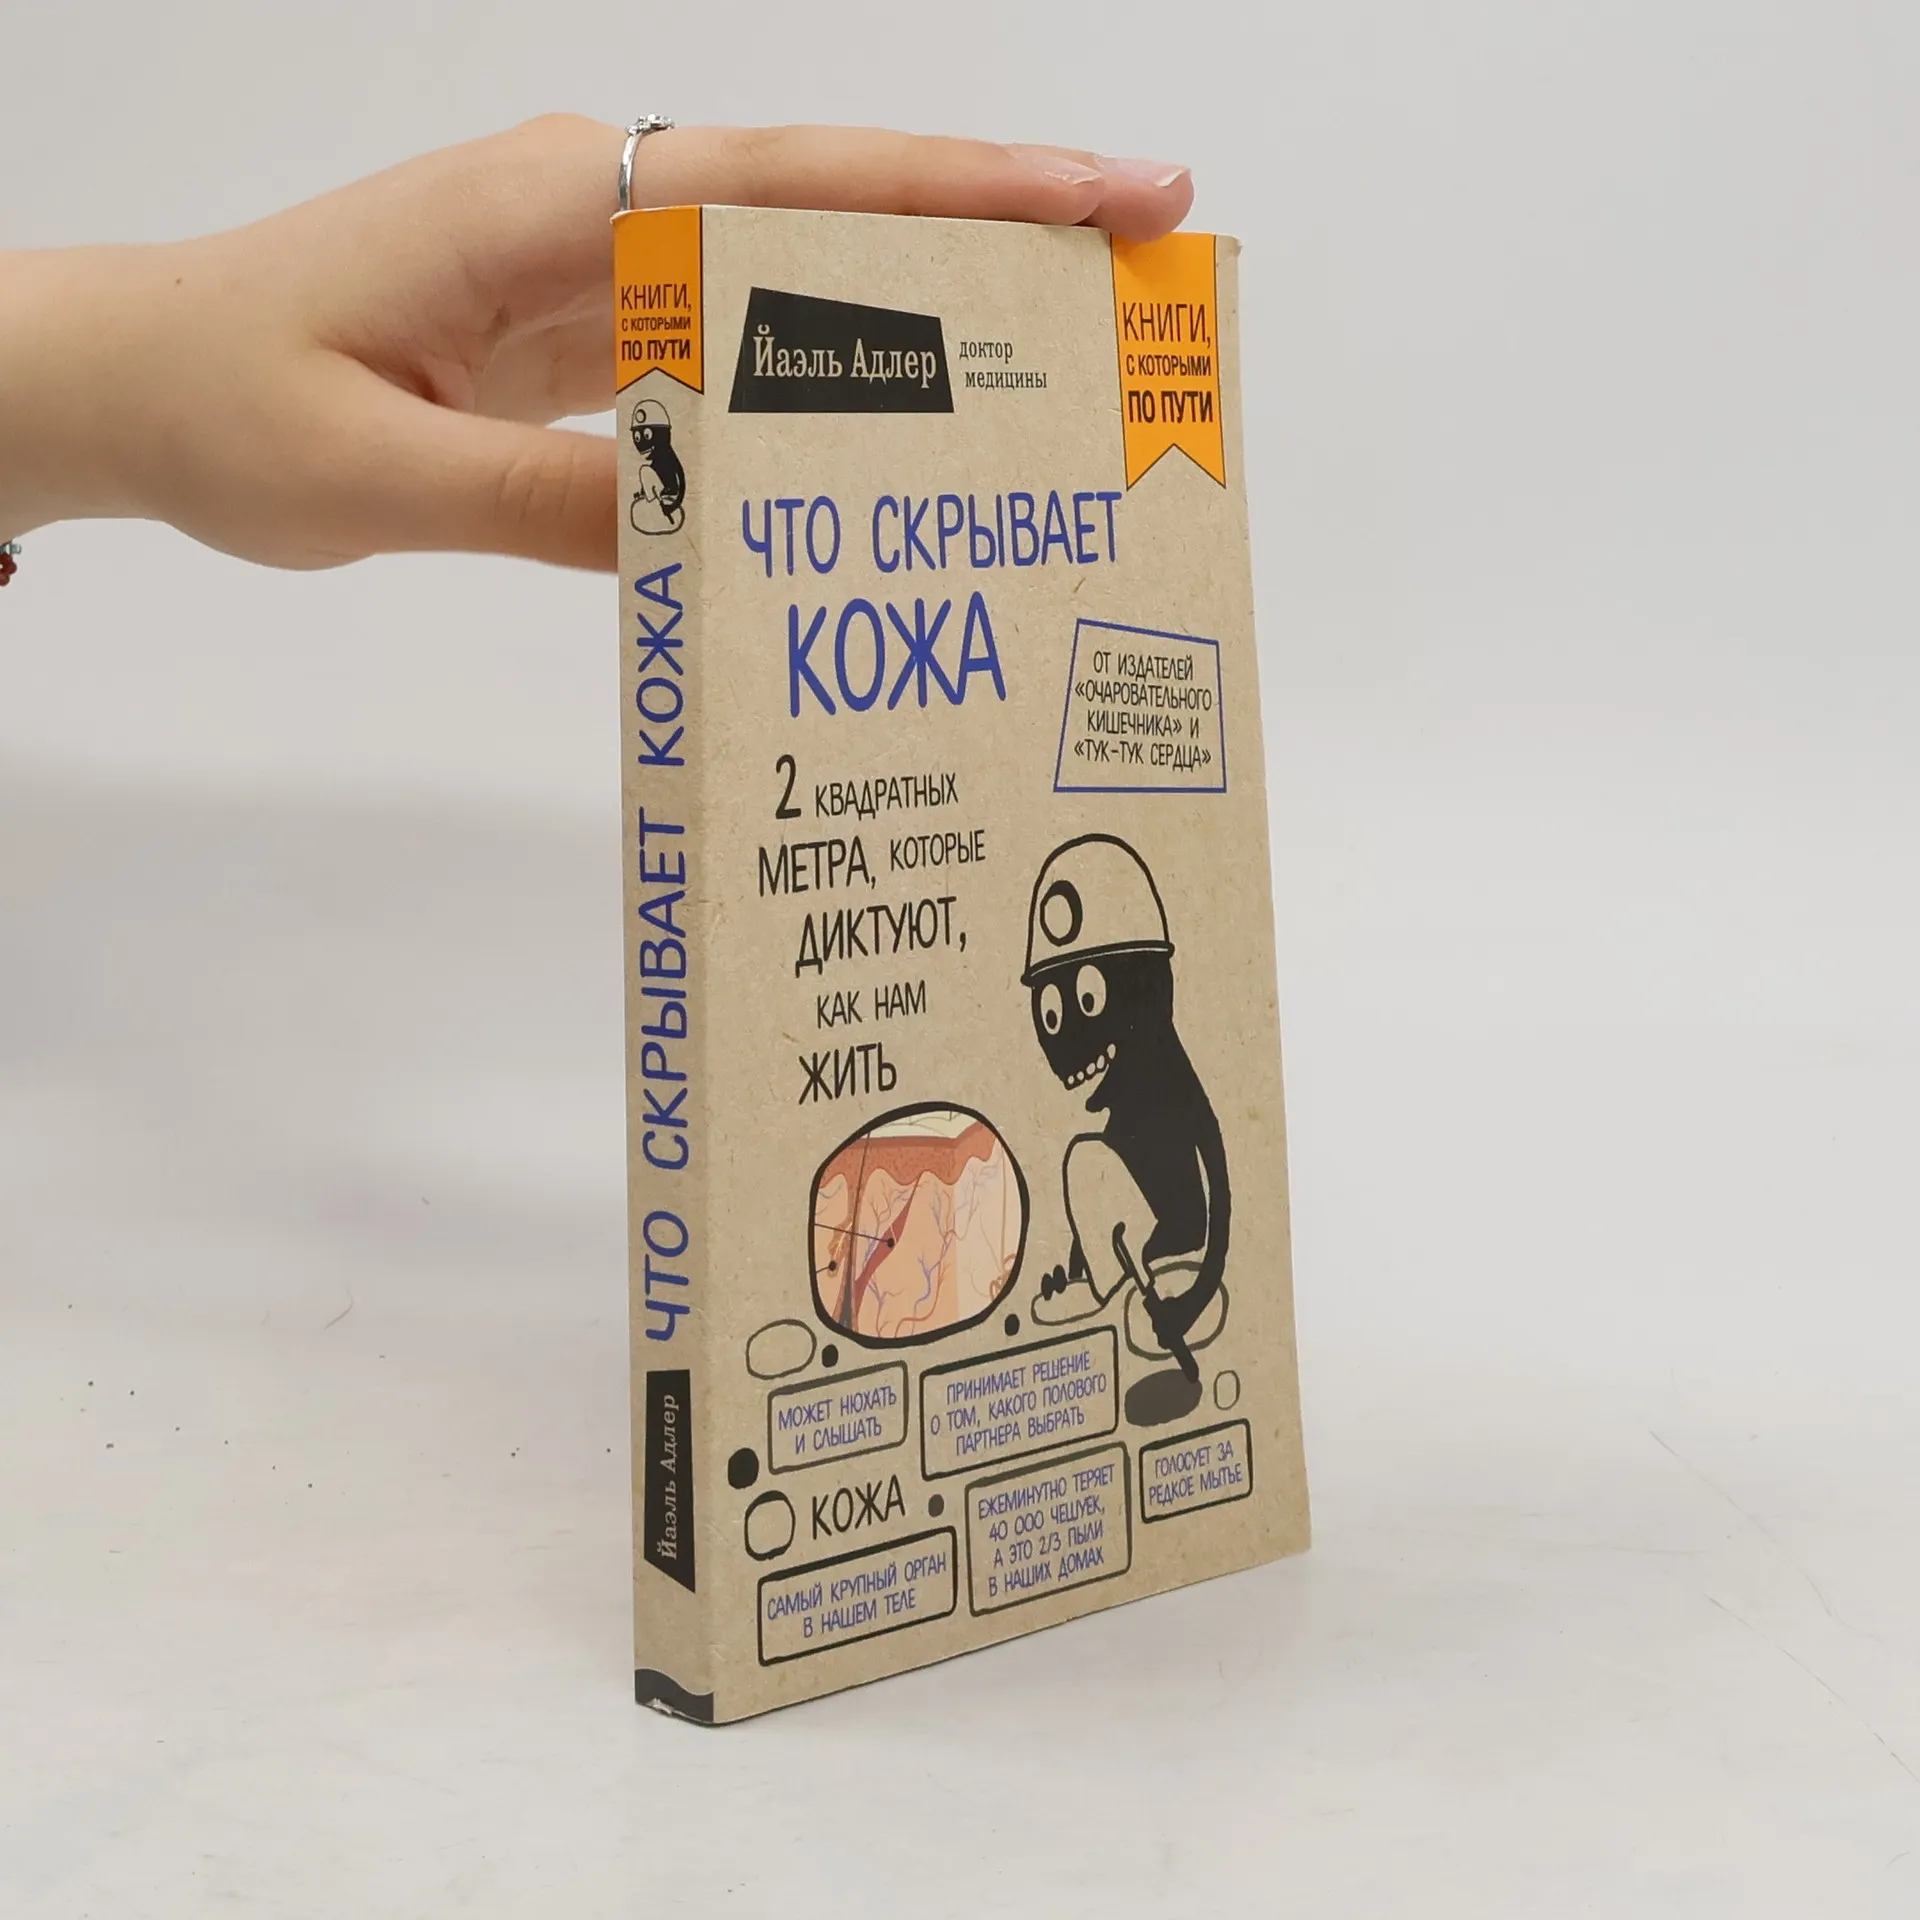 КНИГИ,
С КОТОРЫМИ
ПО ПУТИ
ЧТО СКРЫВАЕТ КОЖА
Йаэль Адлер
Йаэль Адлер
доктор
медицины
КНИГИ,
С КОТОРЫМИ
ПО ПУТИ
ЧТО СКРЫВАЕТ
КОЖА
ОТ ИЗДАТЕЛЕЙ
«ОЧАРОВАТЕЛЬНОГО
КИШЕЧНИКА» И
«ТУК-ТУК СЕРДЦА»
2 КВАДРАТНЫХ
МЕТРА, КОТОРЫЕ
ДИКТУЮТ,
КАК НАМ
ЖИТЬ
МОЖЕТ НЮХАТЬ
И СЛЫШАТЬ
ПРИНИМАЕТ РЕШЕНИЕ
О ТОМ, КАКОГО ПОЛОВОГО
ПАРТНЕРА ВЫБРАТЬ
КОЖА
ЕЖЕМИНУТНО ТЕРЯЕТ
40 000 ЧЕШУЕК,
А ЭТО 2/3 ПЫЛИ
В НАШИХ ДОМАХ
ГОЛОСУЕТ ЗА
РЕДКОЕ МЫТЬЕ
САМЫЙ КРУПНЫЙ ОРГАН
В НАШЕМ ТЕЛЕ